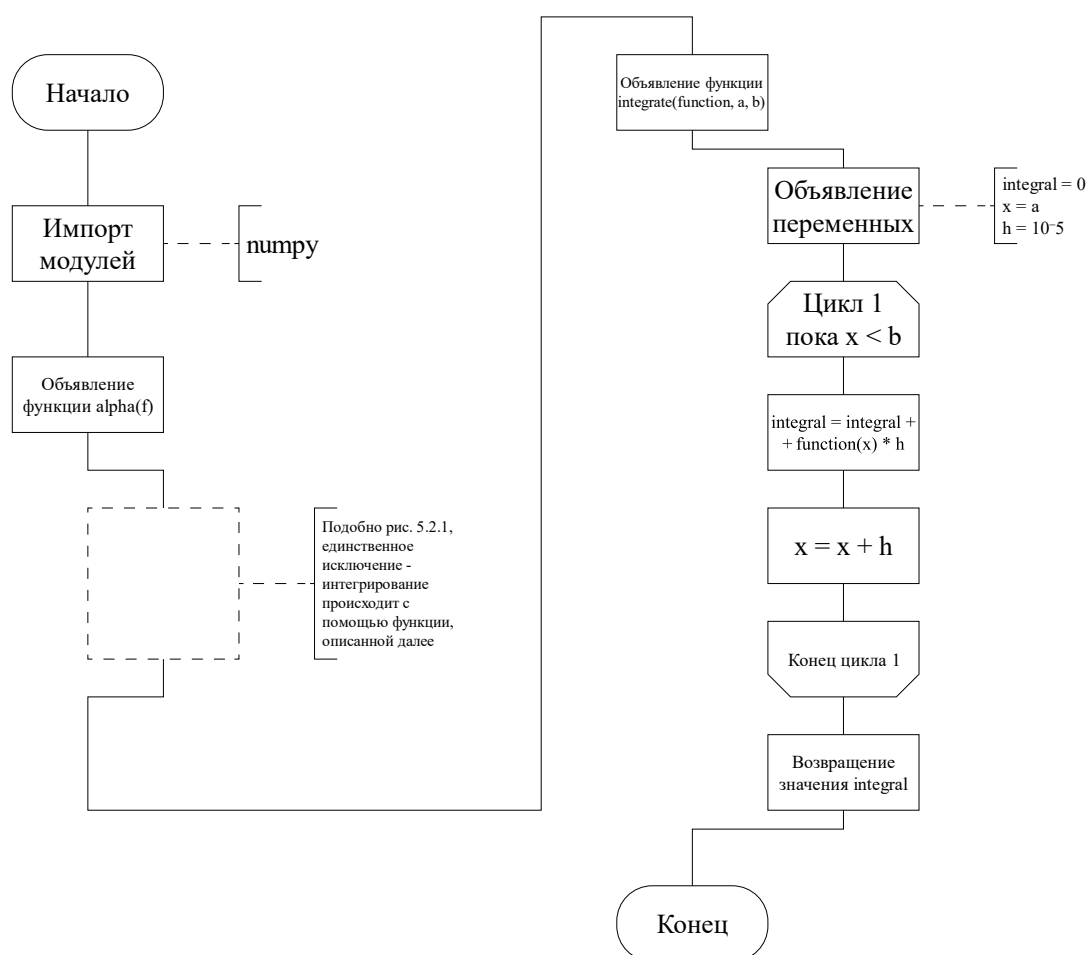 Начало
Импорт
модулей
numpy
Объявление
функции alpha(f)
Подобно рис. 5.2.1,
единственное
исключение -
интегрирование
происходит с
помощью функции,
описанной далее
Объявление функции
integrate(function, a, b)
Объявление
переменных
integral = 0
x = a
h = 10⁻⁵
Цикл 1
пока x < b
integral = integral +
+ function(x) * h
x = x + h
Конец цикла 1
Возвращение
значения integral
Конец